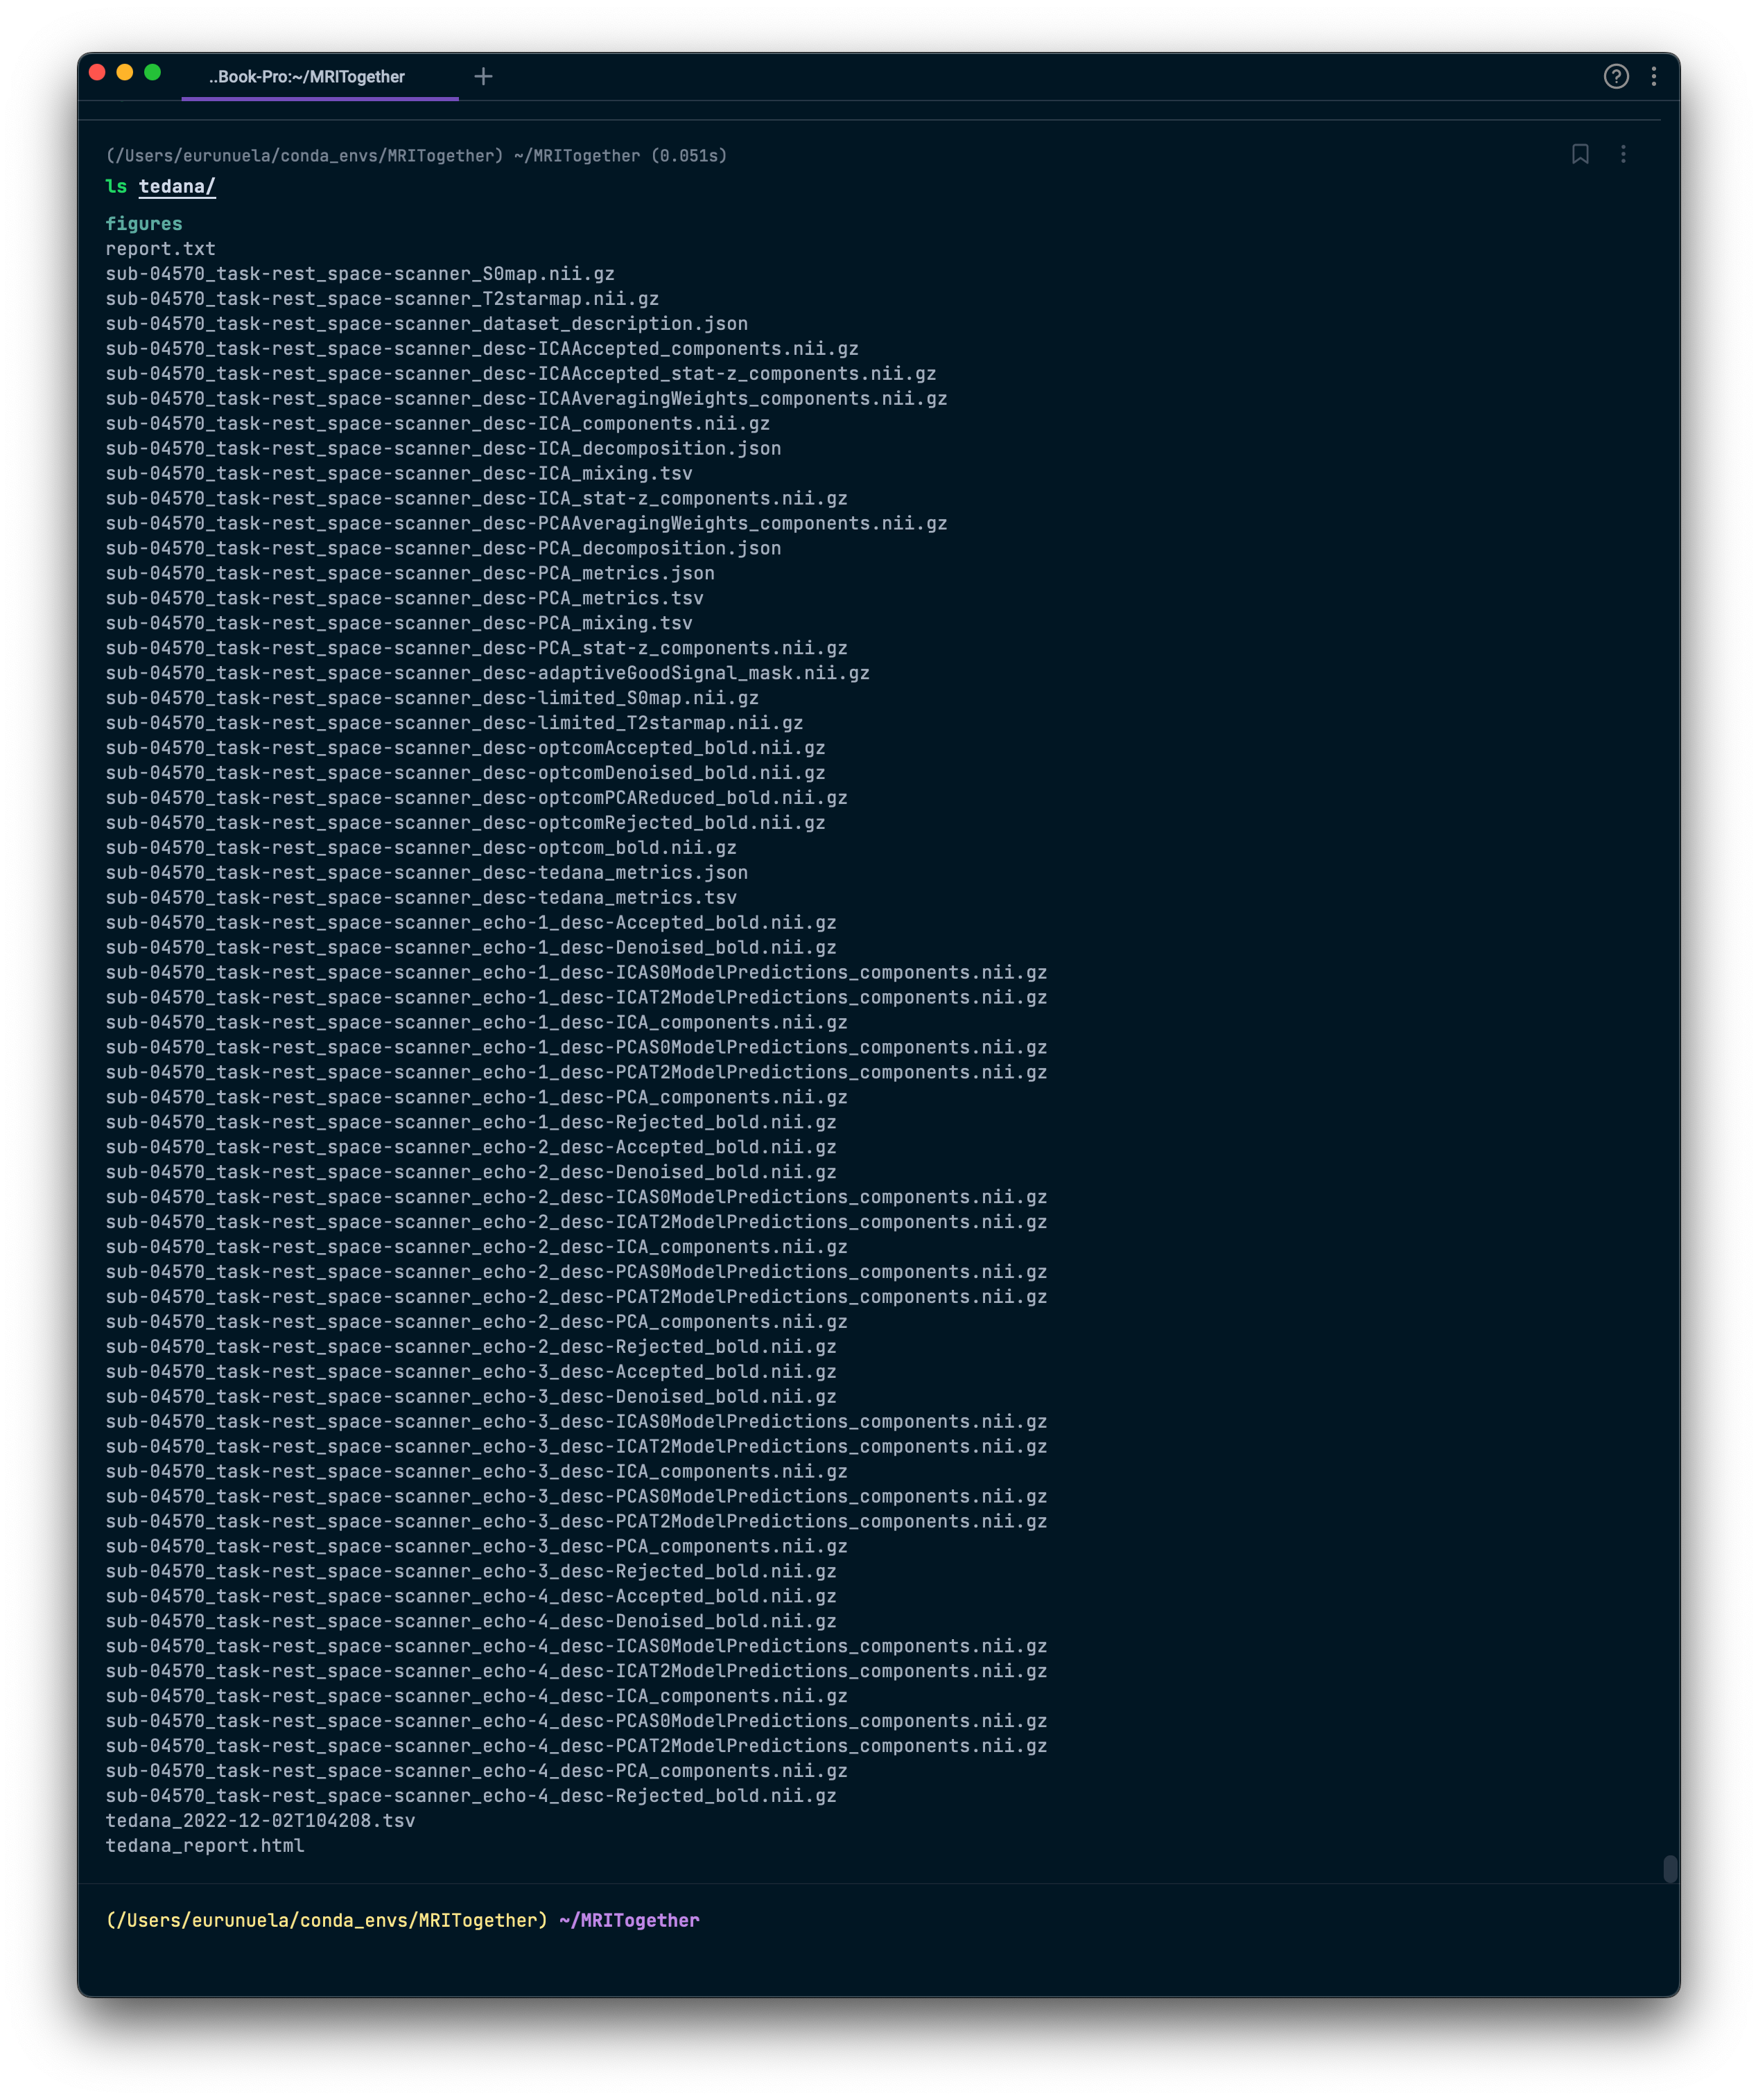 ..Book-Pro:~/MRITogether
(/Users/eurunuela/conda_envs/MRITogether) ~/MRITogether (0.051s)
ls tedana/
figures
report.txt
sub-04570_task-rest_space-scanner_S0map.nii.gz
sub-04570_task-rest_space-scanner_T2starmap.nii.gz
sub-04570_task-rest_space-scanner_dataset_description.json
sub-04570_task-rest_space-scanner_desc-ICAAccepted_components.nii.gz
sub-04570_task-rest_space-scanner_desc-ICAAccepted_stat-z_components.nii.gz
sub-04570_task-rest_space-scanner_desc-ICAAveragingWeights_components.nii.gz
sub-04570_task-rest_space-scanner_desc-ICA_components.nii.gz
sub-04570_task-rest_space-scanner_desc-ICA_decomposition.json
sub-04570_task-rest_space-scanner_desc-ICA_mixing.tsv
sub-04570_task-rest_space-scanner_desc-ICA_stat-z_components.nii.gz
sub-04570_task-rest_space-scanner_desc-PCAAveragingWeights_components.nii.gz
sub-04570_task-rest_space-scanner_desc-PCA_decomposition.json
sub-04570_task-rest_space-scanner_desc-PCA_metrics.json
sub-04570_task-rest_space-scanner_desc-PCA_metrics.tsv
sub-04570_task-rest_space-scanner_desc-PCA_mixing.tsv
sub-04570_task-rest_space-scanner_desc-PCA_stat-z_components.nii.gz
sub-04570_task-rest_space-scanner_desc-adaptiveGoodSignal_mask.nii.gz
sub-04570_task-rest_space-scanner_desc-limited_S0map.nii.gz
sub-04570_task-rest_space-scanner_desc-limited_T2starmap.nii.gz
sub-04570_task-rest_space-scanner_desc-optcomAccepted_bold.nii.gz
sub-04570_task-rest_space-scanner_desc-optcomDenoised_bold.nii.gz
sub-04570_task-rest_space-scanner_desc-optcomPCAReduced_bold.nii.gz
sub-04570_task-rest_space-scanner_desc-optcomRejected_bold.nii.gz
sub-04570_task-rest_space-scanner_desc-optcom_bold.nii.gz
sub-04570_task-rest_space-scanner_desc-tedana_metrics.json
sub-04570_task-rest_space-scanner_desc-tedana_metrics.tsv
sub-04570_task-rest_space-scanner_echo-1_desc-Accepted_bold.nii.gz
sub-04570_task-rest_space-scanner_echo-1_desc-Denoised_bold.nii.gz
sub-04570_task-rest_space-scanner_echo-1_desc-ICAS0ModelPredictions_components.nii.gz
sub-04570_task-rest_space-scanner_echo-1_desc-ICAT2ModelPredictions_components.nii.gz
sub-04570_task-rest_space-scanner_echo-1_desc-ICA_components.nii.gz
sub-04570_task-rest_space-scanner_echo-1_desc-PCAS0ModelPredictions_components.nii.gz
sub-04570_task-rest_space-scanner_echo-1_desc-PCAT2ModelPredictions_components.nii.gz
sub-04570_task-rest_space-scanner_echo-1_desc-PCA_components.nii.gz
sub-04570_task-rest_space-scanner_echo-1_desc-Rejected_bold.nii.gz
sub-04570_task-rest_space-scanner_echo-2_desc-Accepted_bold.nii.gz
sub-04570_task-rest_space-scanner_echo-2_desc-Denoised_bold.nii.gz
sub-04570_task-rest_space-scanner_echo-2_desc-ICAS0ModelPredictions_components.nii.gz
sub-04570_task-rest_space-scanner_echo-2_desc-ICAT2ModelPredictions_components.nii.gz
sub-04570_task-rest_space-scanner_echo-2_desc-ICA_components.nii.gz
sub-04570_task-rest_space-scanner_echo-2_desc-PCAS0ModelPredictions_components.nii.gz
sub-04570_task-rest_space-scanner_echo-2_desc-PCAT2ModelPredictions_components.nii.gz
sub-04570_task-rest_space-scanner_echo-2_desc-PCA_components.nii.gz
sub-04570_task-rest_space-scanner_echo-2_desc-Rejected_bold.nii.gz
sub-04570_task-rest_space-scanner_echo-3_desc-Accepted_bold.nii.gz
sub-04570_task-rest_space-scanner_echo-3_desc-Denoised_bold.nii.gz
sub-04570_task-rest_space-scanner_echo-3_desc-ICAS0ModelPredictions_components.nii.gz
sub-04570_task-rest_space-scanner_echo-3_desc-ICAT2ModelPredictions_components.nii.gz
sub-04570_task-rest_space-scanner_echo-3_desc-ICA_components.nii.gz
sub-04570_task-rest_space-scanner_echo-3_desc-PCAS0ModelPredictions_components.nii.gz
sub-04570_task-rest_space-scanner_echo-3_desc-PCAT2ModelPredictions_components.nii.gz
sub-04570_task-rest_space-scanner_echo-3_desc-PCA_components.nii.gz
sub-04570_task-rest_space-scanner_echo-3_desc-Rejected_bold.nii.gz
sub-04570_task-rest_space-scanner_echo-4_desc-Accepted_bold.nii.gz
sub-04570_task-rest_space-scanner_echo-4_desc-Denoised_bold.nii.gz
sub-04570_task-rest_space-scanner_echo-4_desc-ICAS0ModelPredictions_components.nii.gz
sub-04570_task-rest_space-scanner_echo-4_desc-ICAT2ModelPredictions_components.nii.gz
sub-04570_task-rest_space-scanner_echo-4_desc-ICA_components.nii.gz
sub-04570_task-rest_space-scanner_echo-4_desc-PCAS0ModelPredictions_components.nii.gz
sub-04570_task-rest_space-scanner_echo-4_desc-PCAT2ModelPredictions_components.nii.gz
sub-04570_task-rest_space-scanner_echo-4_desc-PCA_components.nii.gz
sub-04570_task-rest_space-scanner_echo-4_desc-Rejected_bold.nii.gz
tedana_2022-12-02T104208.tsv
tedana_report.html
(/Users/eurunuela/conda_envs/MRITogether) ~/MRITogether